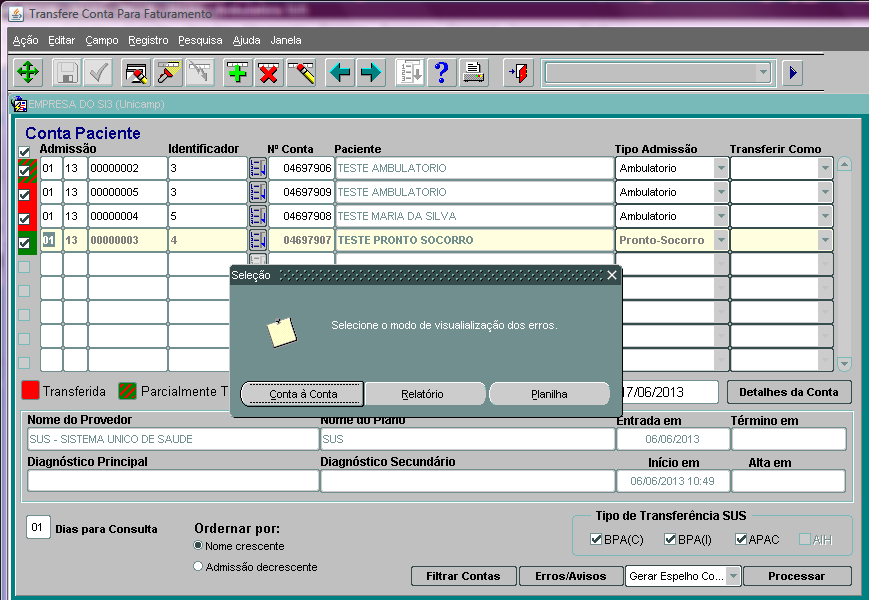 Transfere Conta Para Faturamento
Ação Editar Campo Registro Pesquisa Ajuda Janela
EMPRESA DO SI3 (Unicamp)
Conta Paciente
Admissão Identificador Nº Conta Paciente Tipo Admissão Transferir Como
01 13 00000002 3 04697906 TESTE AMBULATORIO Ambulatorio
01 13 00000005 3 04697909 TESTE AMBULATORIO Ambulatorio
01 13 00000004 5 04697908 TESTE MARIA DA SILVA Ambulatorio
01 13 00000003 4 04697907 TESTE PRONTO SOCORRO Pronto-Socorro
Seleção
Selecione o modo de visualialização dos erros.
Conta à Conta Relatório Planilha
Transferida Parcialmente T 17/06/2013 Detalhes da Conta
Nome do Provedor Nome do Plano Entrada em Término em
SUS - SISTEMA UNICO DE SAUDE SUS 06/06/2013
Diagnóstico Principal Diagnóstico Secundário Início em Alta em
06/06/2013 10:49
01 Dias para Consulta
Ordernar por:
Nome crescente
Admissão decrescente
Tipo de Transferência SUS
BPA(C) BPA(I) APAC AIH
Filtrar Contas Erros/Avisos Gerar Espelho Co... Processar